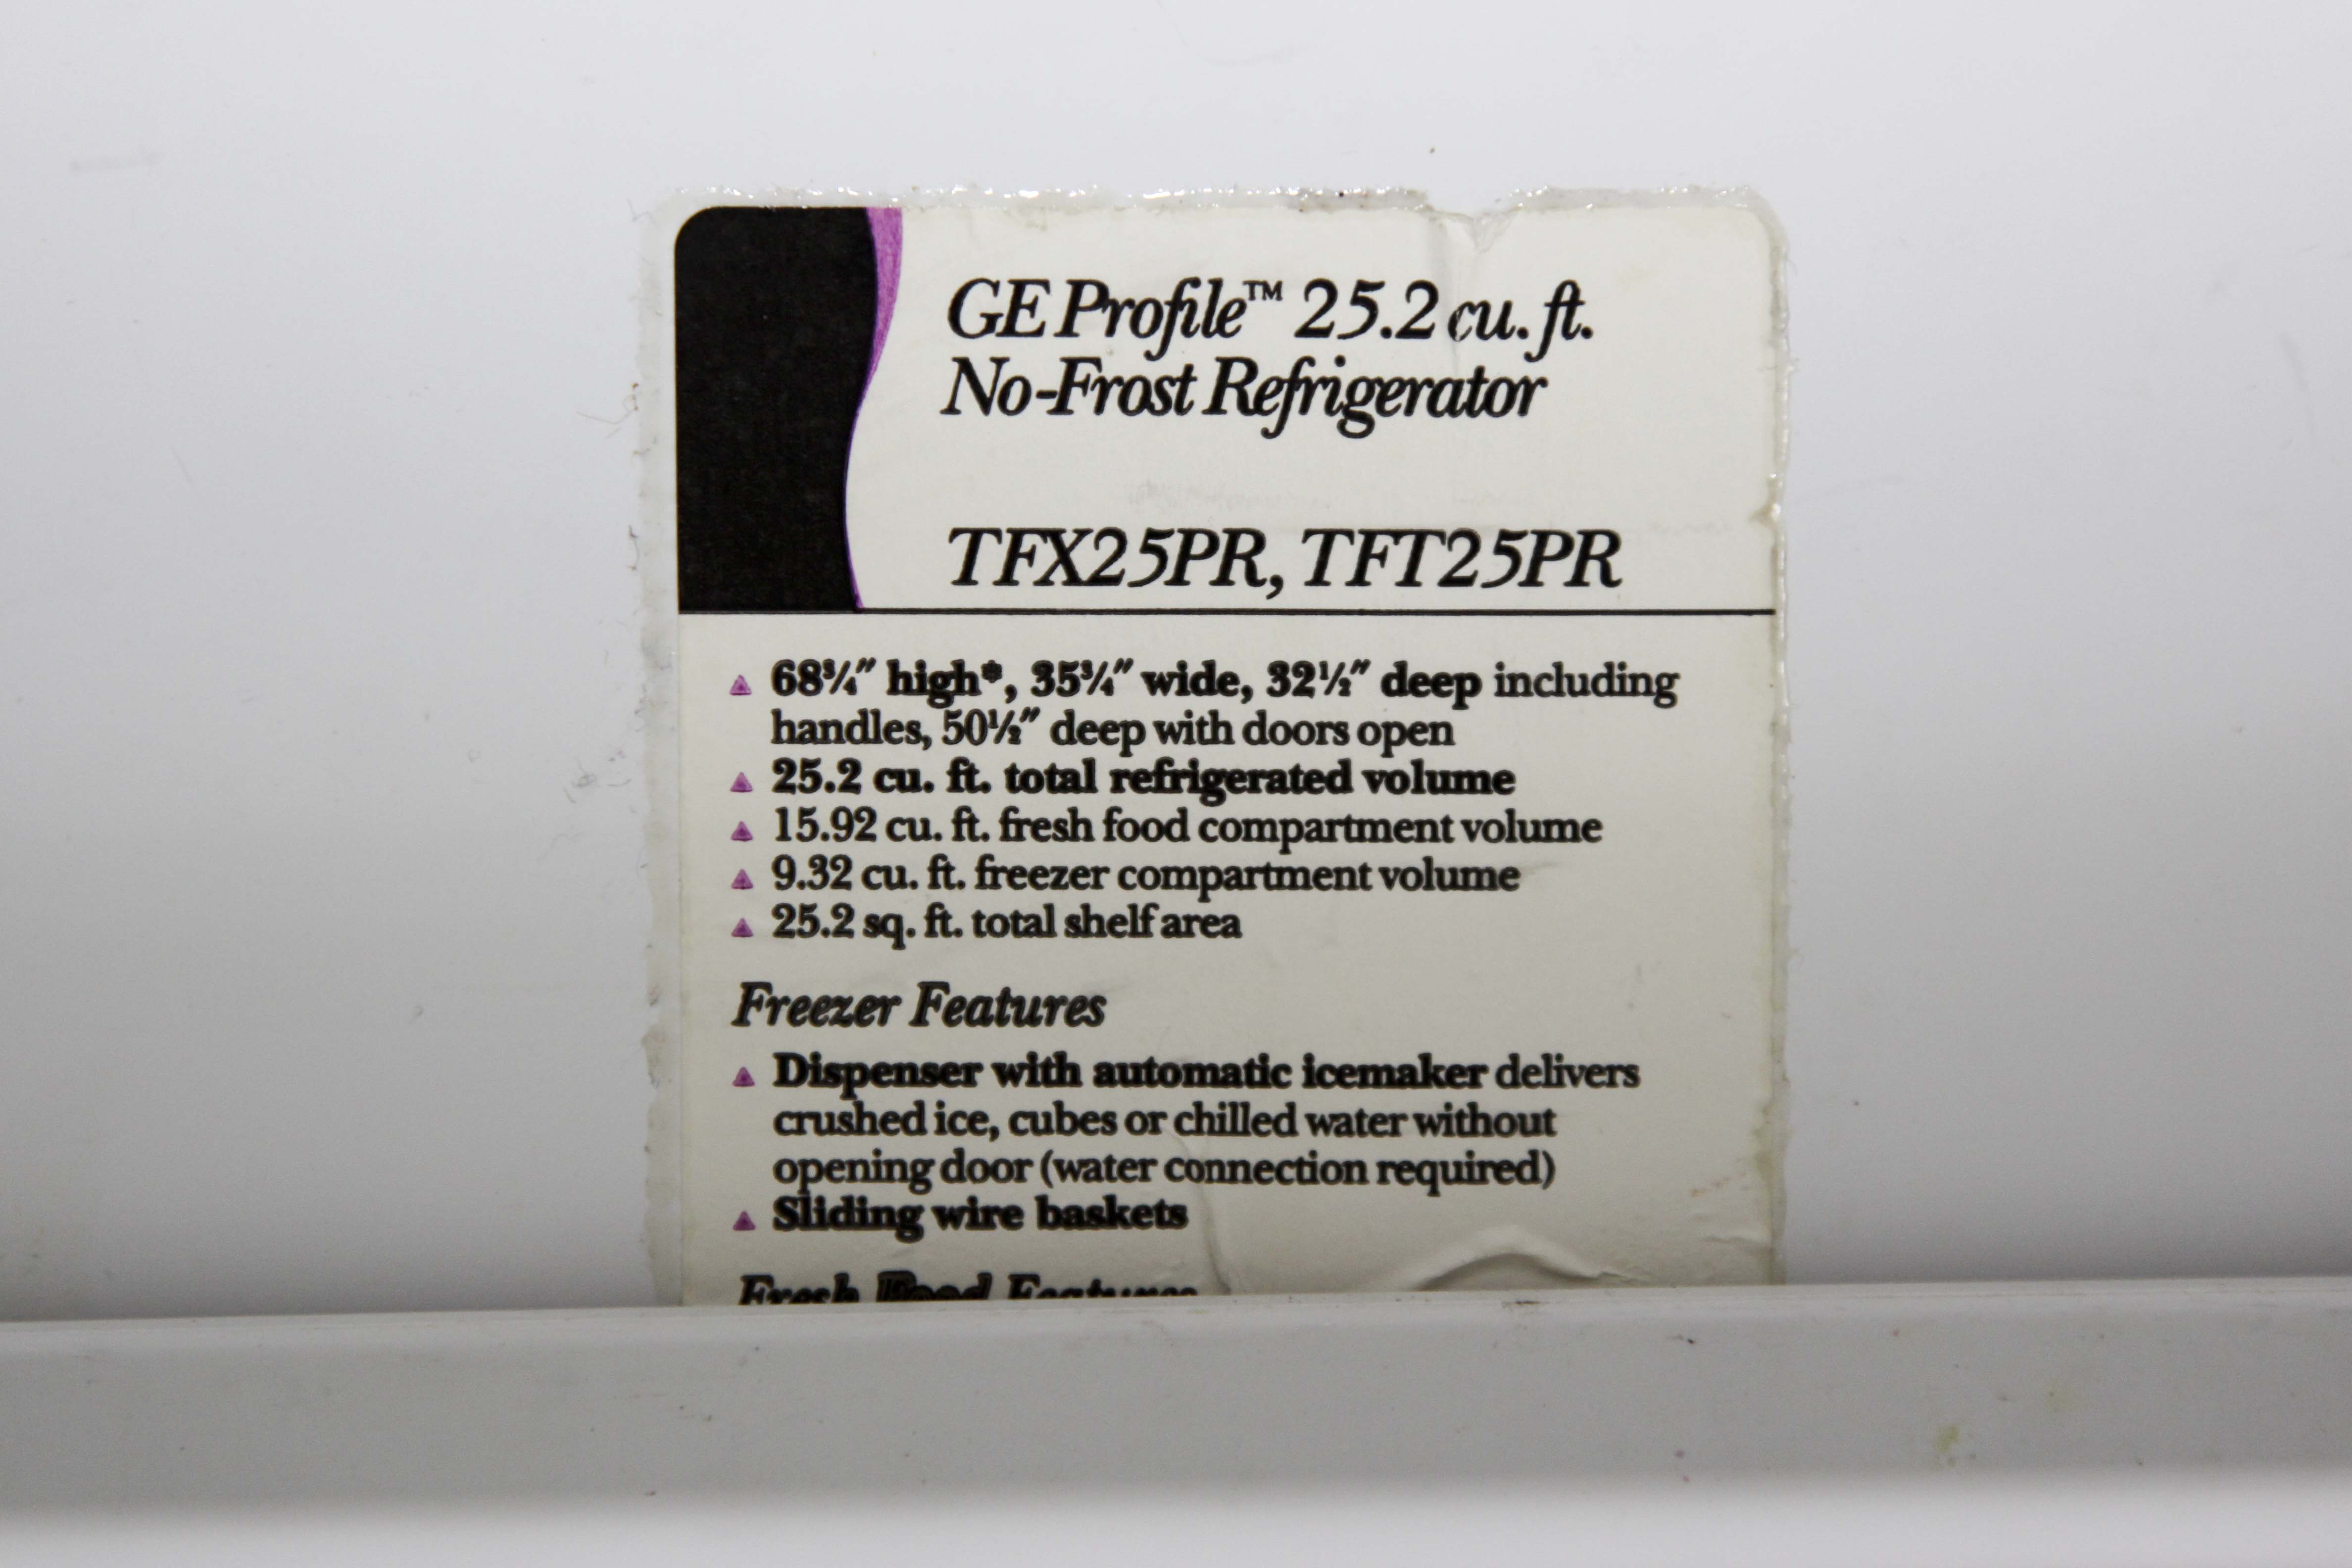 GE Profile™ 25.2 cu. ft.
No-Frost Refrigerator
TFX25PR, TFT25PR
68¾" high*, 35¾" wide, 32½" deep including
handles, 50½" deep with doors open
25.2 cu. ft. total refrigerated volume
15.92 cu. ft. fresh food compartment volume
9.32 cu. ft. freezer compartment volume
25.2 sq. ft. total shelf area
Freezer Features
Dispenser with automatic icemaker delivers
crushed ice, cubes or chilled water without
opening door (water connection required)
Sliding wire baskets
Fresh Food Features